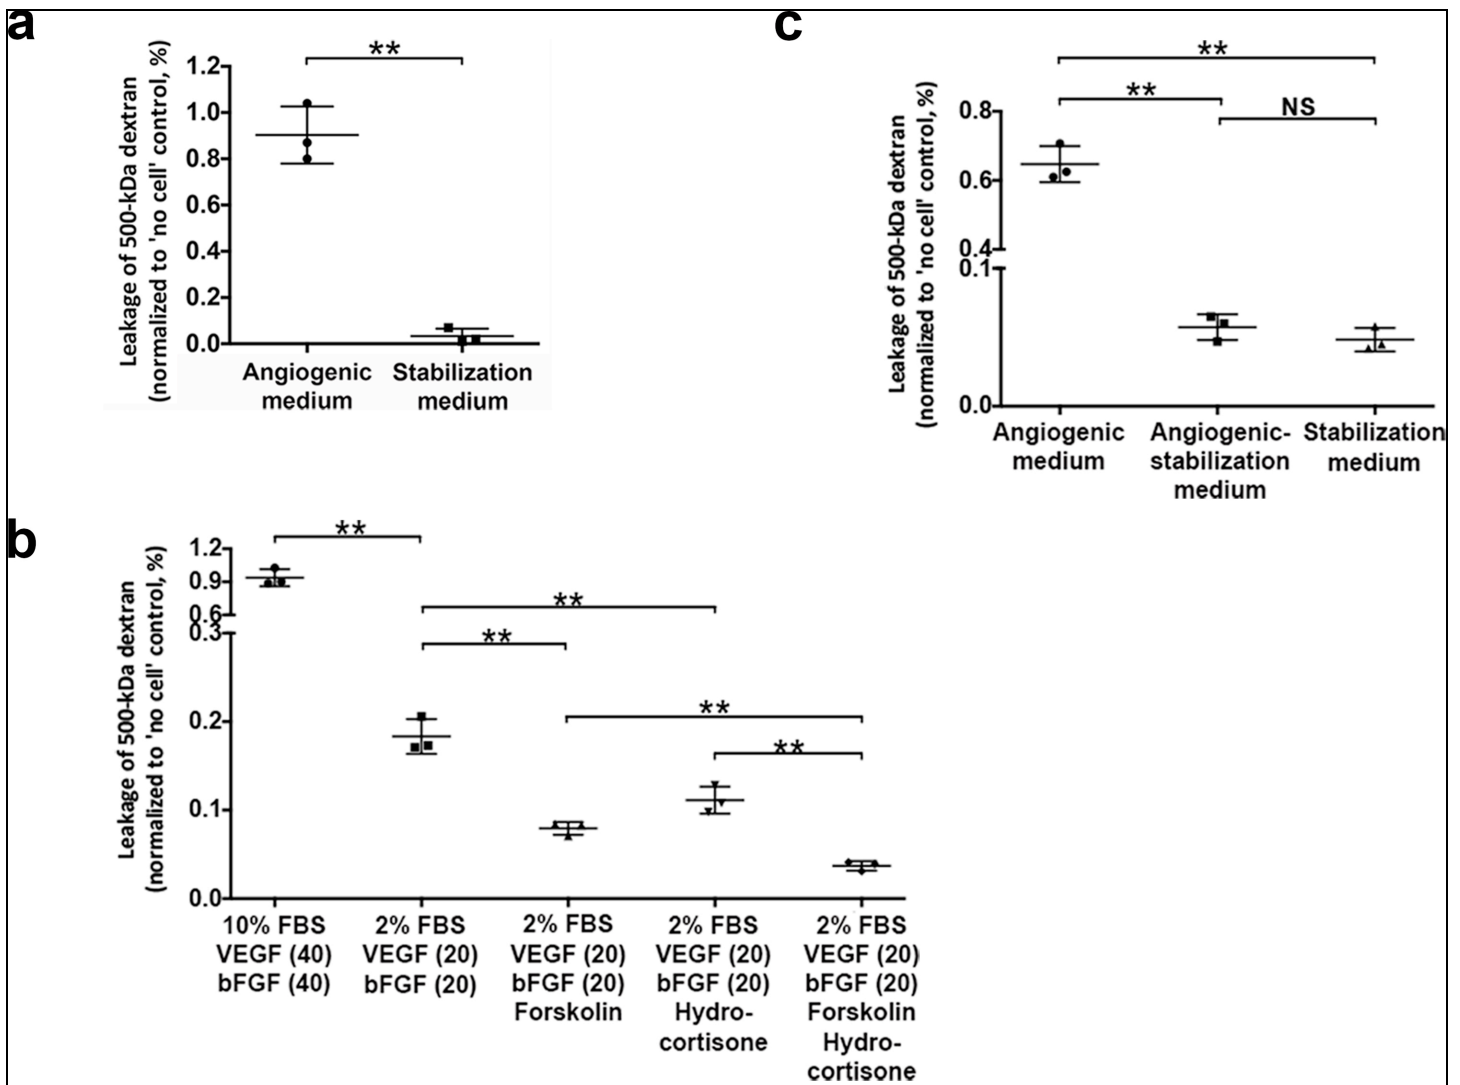 a
Leakage of 500-kDa dextran
(normalized to 'no cell' control, %)
**
1.2
1.0
0.8
0.6
0.4
0.2
0.0
Angiogenic
medium
Stabilization
medium
c
Leakage of 500-kDa dextran
(normalized to 'no cell' control, %)
**
**
NS
0.8
0.6
0.4
0.1
0.0
Angiogenic
medium
Angiogenic-
stabilization
medium
Stabilization
medium
b
Leakage of 500-kDa dextran
(normalized to 'no cell' control, %)
**
**
**
**
**
1.2
0.9
0.6
0.3
0.2
0.1
0.0
10% FBS
VEGF (40)
bFGF (40)
2% FBS
VEGF (20)
bFGF (20)
2% FBS
VEGF (20)
bFGF (20)
Forskolin
2% FBS
VEGF (20)
bFGF (20)
Hydro-
cortisone
2% FBS
VEGF (20)
bFGF (20)
Forskolin
Hydro-
cortisone